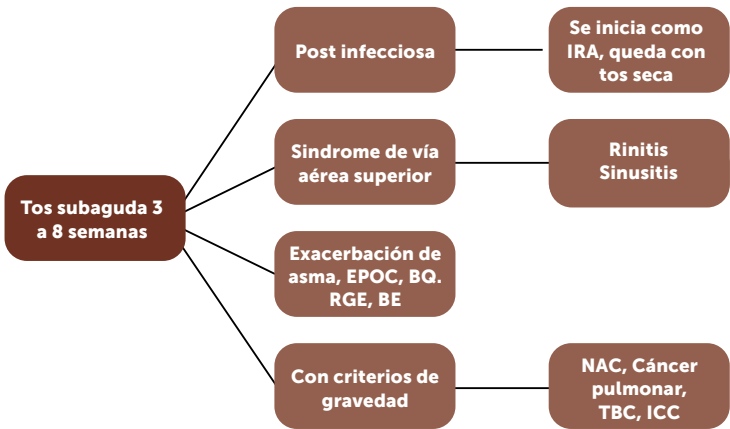 Tos subaguda 3
a 8 semanas
Post infecciosa
Se inicia como
IRA, queda con
tos seca
Sindrome de vía
aérea superior
Rinitis
Sinusitis
Exacerbación de
asma, EPOC, BQ.
RGE, BE
Con criterios de
gravedad
NAC, Cáncer
pulmonar,
TBC, ICC